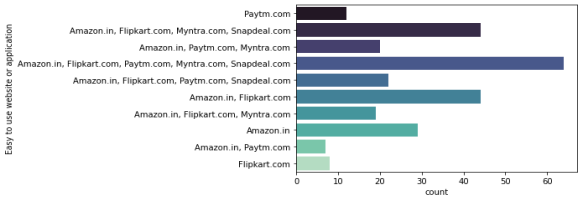 Easy to use website or application
Paytm.com
Amazon.in, Flipkart.com, Myntra.com, Snapdeal.com
Amazon.in, Paytm.com, Myntra.com
Amazon.in, Flipkart.com, Paytm.com, Myntra.com, Snapdeal.com
Amazon.in, Flipkart.com, Paytm.com, Snapdeal.com
Amazon.in, Flipkart.com
Amazon.in, Flipkart.com, Myntra.com
Amazon.in
Amazon.in, Paytm.com
Flipkart.com
0 10 20 30 40 50 60
count